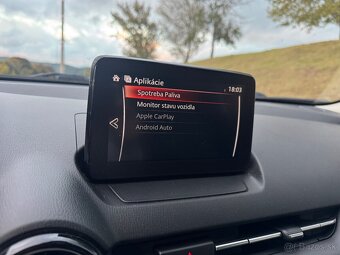 Aplikácie
18:03
Spotreba Paliva
Monitor stavu vozidla
Apple CarPlay
Android Auto